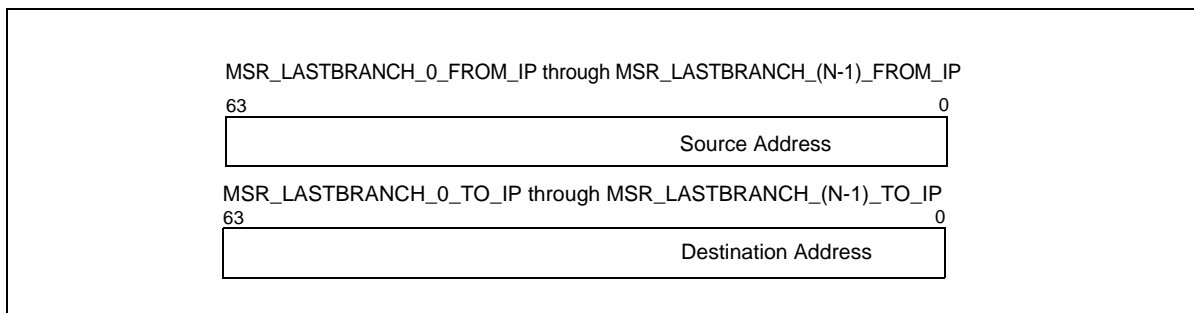 MSR_LASTBRANCH_0_FROM_IP through MSR_LASTBRANCH_(N-1)_FROM_IP
63 0
Source Address
MSR_LASTBRANCH_0_TO_IP through MSR_LASTBRANCH_(N-1)_TO_IP
63 0
Destination Address